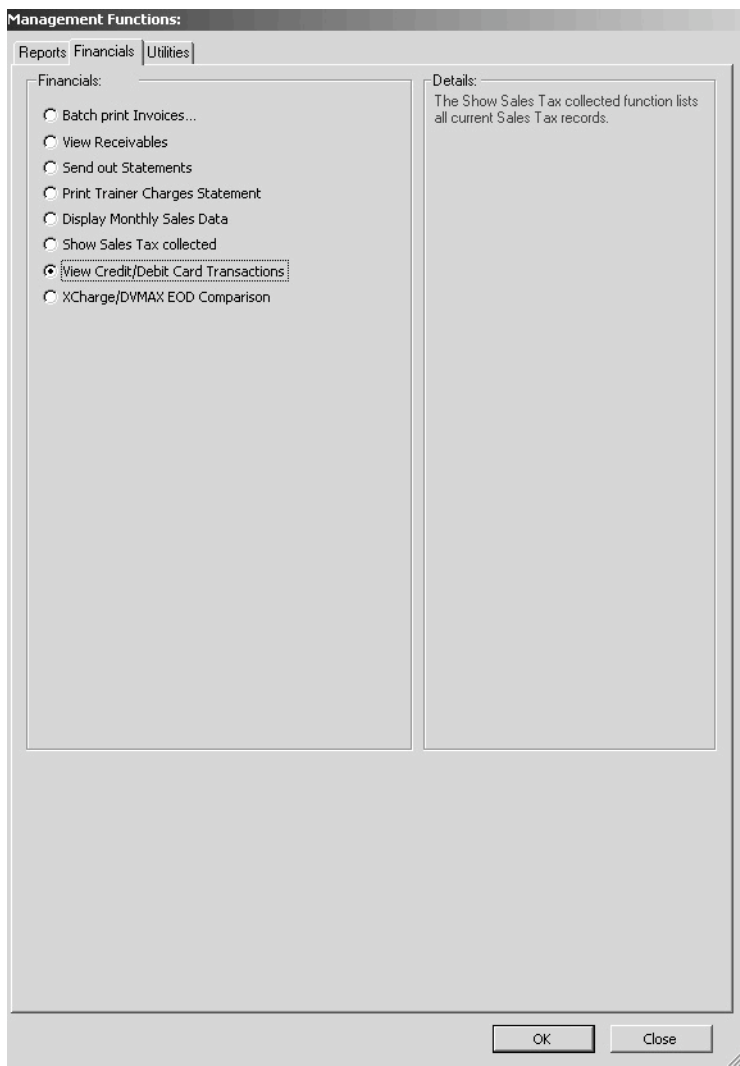 Management Functions:
Reports Financials Utilities
Financials:
Batch print Invoices...
View Receivables
Send out Statements
Print Trainer Charges Statement
Display Monthly Sales Data
Show Sales Tax collected
View Credit/Debit Card Transactions
XCharge/DVMAX EOD Comparison
Details:
The Show Sales Tax collected function lists
all current Sales Tax records.
OK Close